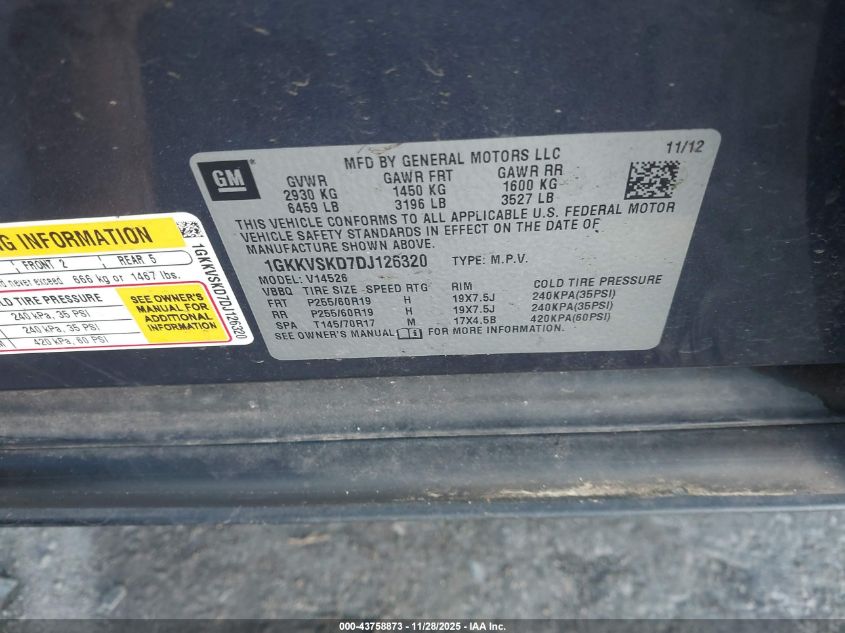 11/12
GM
MFD BY GENERAL MOTORS LLC
GVWR GAWR FRT GAWR RR
2930 KG 1450 KG 1600 KG
6459 LB 3196 LB 3527 LB
THIS VEHICLE CONFORMS TO ALL APPLICABLE U.S. FEDERAL MOTOR
VEHICLE SAFETY STANDARDS IN EFFECT ON THE DATE OF
MANUFACTURE SHOWN ABOVE.
1GKKVSKD7DJ126320 TYPE: M.P.V.
MODEL: V14526
VBBQ TIRE SIZE SPEED RTG RIM COLD TIRE PRESSURE
FRT P255/60R19 H 19X7.5J 240KPA(35PSI)
RR P255/60R19 H 19X7.5J 240KPA(35PSI)
SPA T145/70R17 M 17X4.5B 420KPA(60PSI)
SEE OWNER'S MANUAL FOR MORE INFORMATION.
G INFORMATION
FRONT 2 REAR 5
never exceed 666 kg or 1467 lbs.
COLD TIRE PRESSURE
240 kPa, 35 PSI
240 kPa, 35 PSI
420 kPa, 60 PSI
SEE OWNER'S
MANUAL FOR
ADDITIONAL
INFORMATION
1GKKVSKD7DJ126320
000-43758873 | 11/28/2025 - IAA Inc.